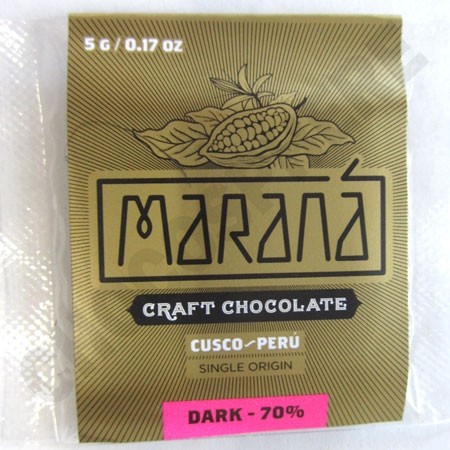 5 G / 0.17 OZ
maraná
CRAFT CHOCOLATE
CUSCO~PERÚ
SINGLE ORIGIN
DARK - 70%